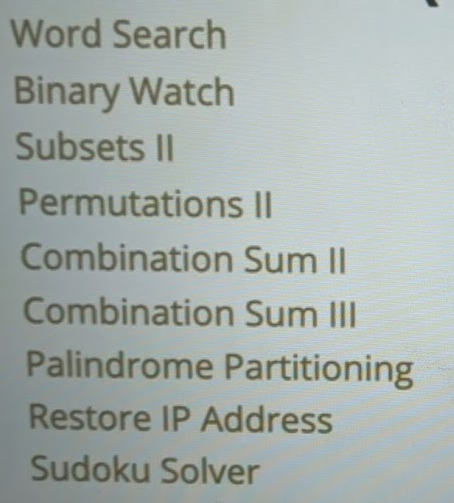 Word Search
Binary Watch
Subsets II
Permutations II
Combination Sum II
Combination Sum III
Palindrome Partitioning
Restore IP Address
Sudoku Solver